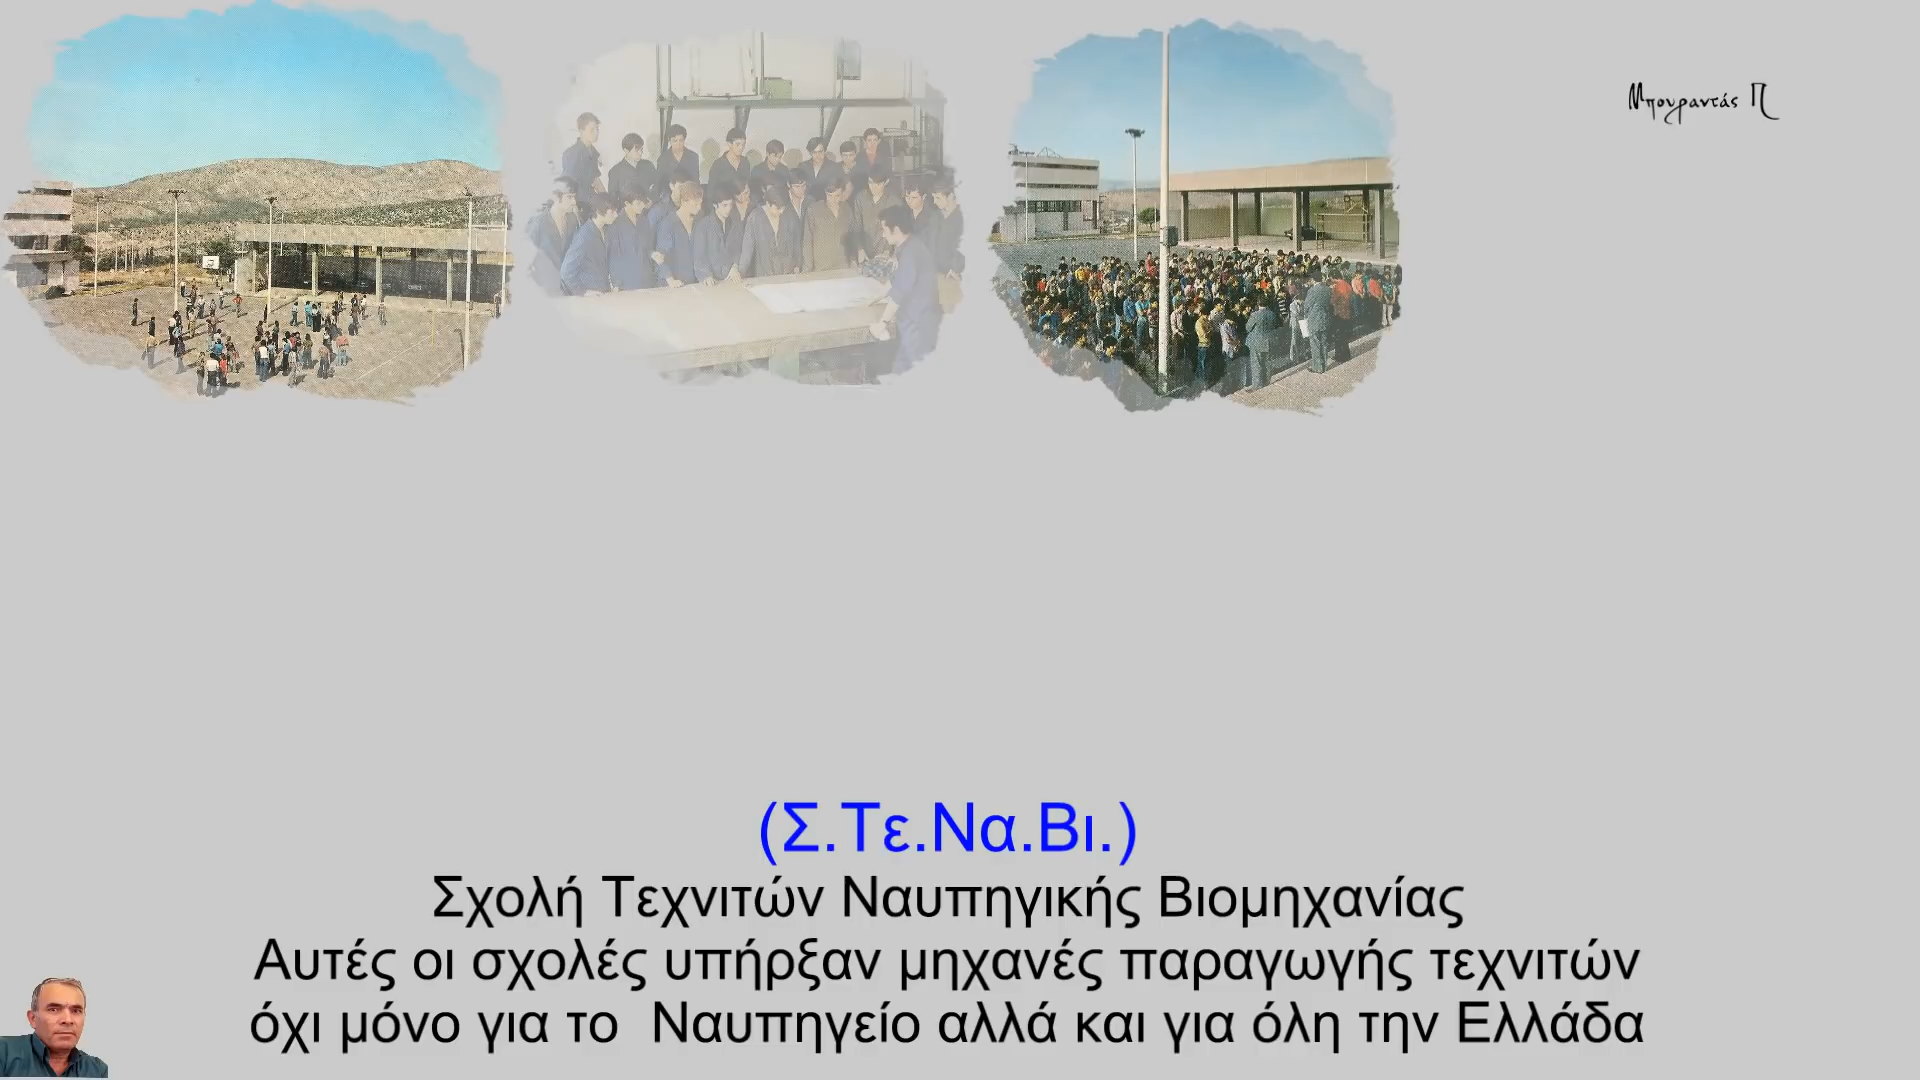 Μπουραντάς Π
(Σ.Τε.Να.Βι.)
Σχολή Τεχνιτών Ναυπηγικής Βιομηχανίας
Αυτές οι σχολές υπήρξαν μηχανές παραγωγής τεχνιτών
όχι μόνο για το Ναυπηγείο αλλά και για όλη την Ελλάδα